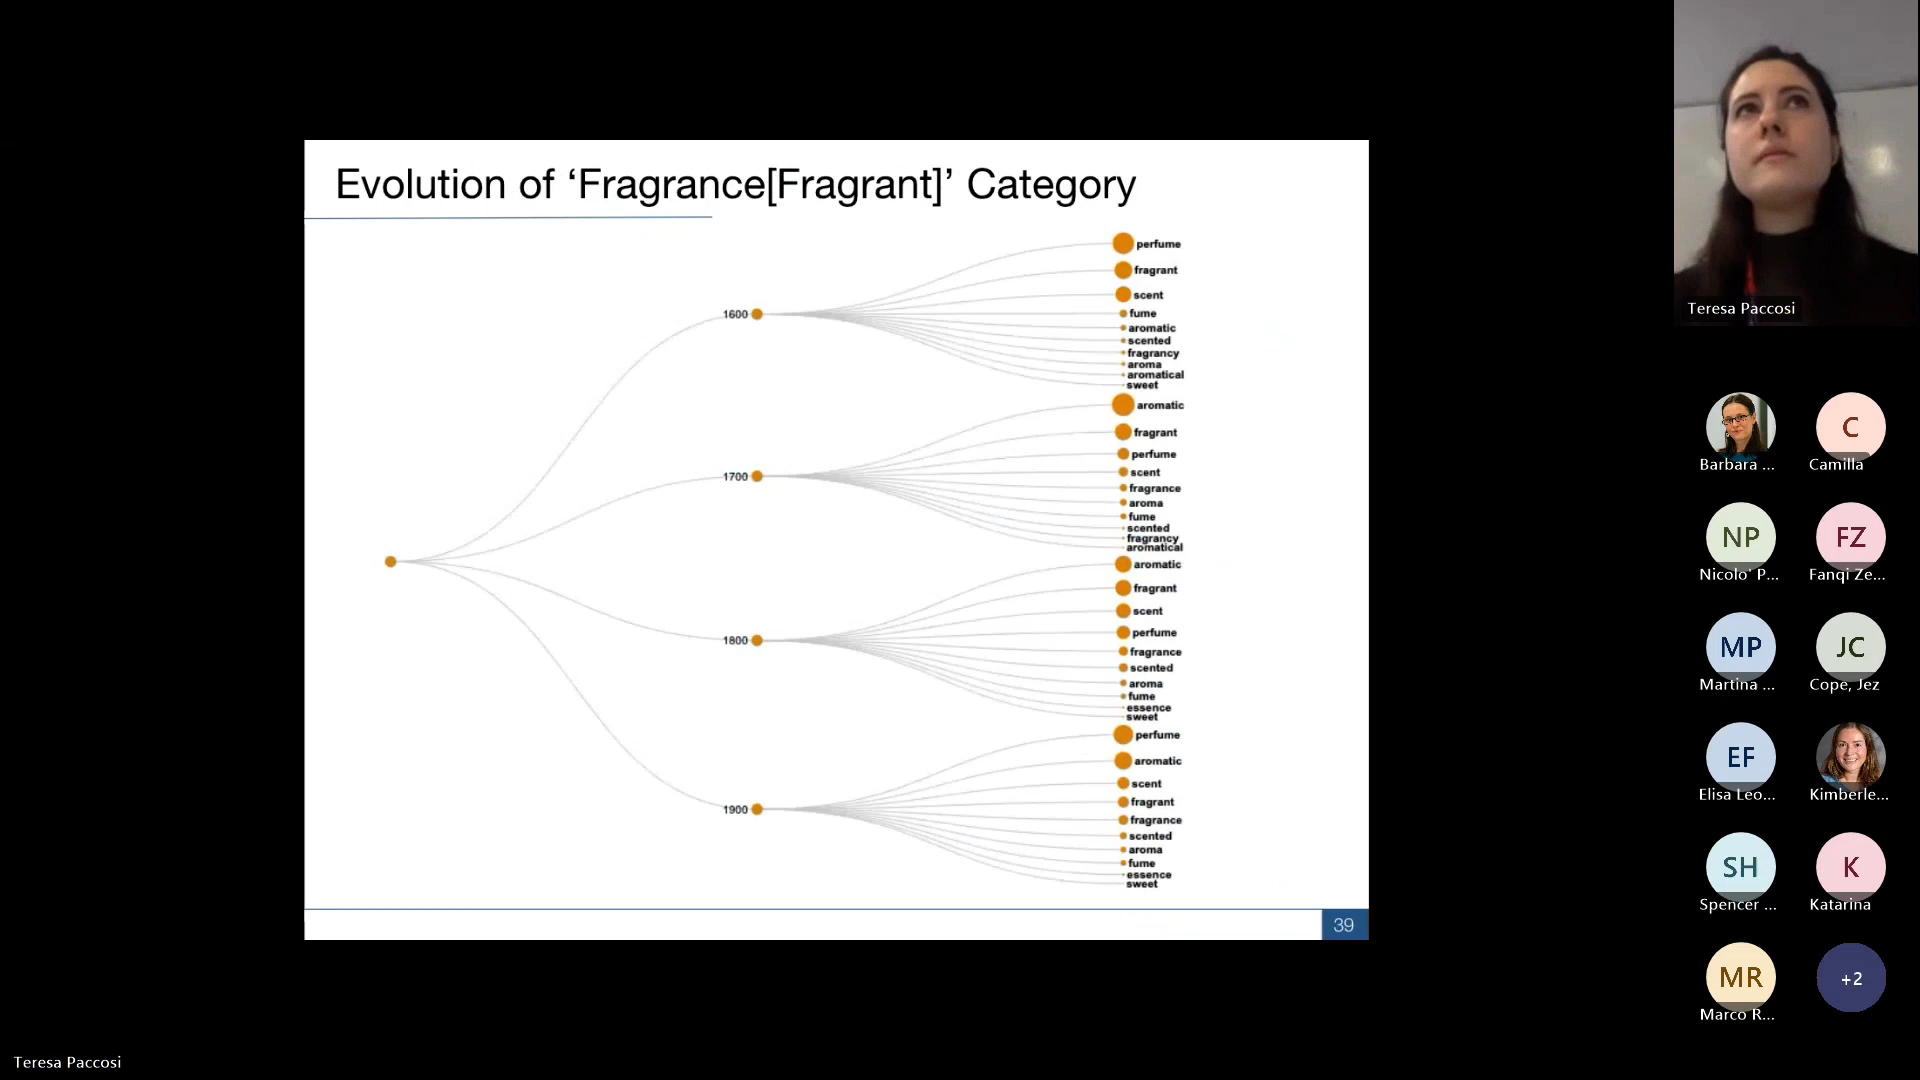 Evolution of ‘Fragrance[Fragrant]’ Category
1600
perfume
fragrant
scent
fume
aromatic
scented
fragrancy
aroma
aromatical
sweet
1700
aromatic
fragrant
perfume
scent
fragrance
aroma
fume
scented
fragrancy
aromatical
1800
aromatic
fragrant
scent
perfume
fragrance
scented
aroma
fume
essence
sweet
1900
perfume
aromatic
scent
fragrant
fragrance
scented
aroma
fume
essence
sweet
39
Teresa Paccosi
Barbara ...
C
Camilla
NP
Nicolo' P...
FZ
Fanqi Ze...
MP
Martina ...
JC
Cope, Jez
EF
Elisa Leo...
Kimberle...
SH
Spencer ...
K
Katarina
MR
Marco R...
+2
Teresa Paccosi